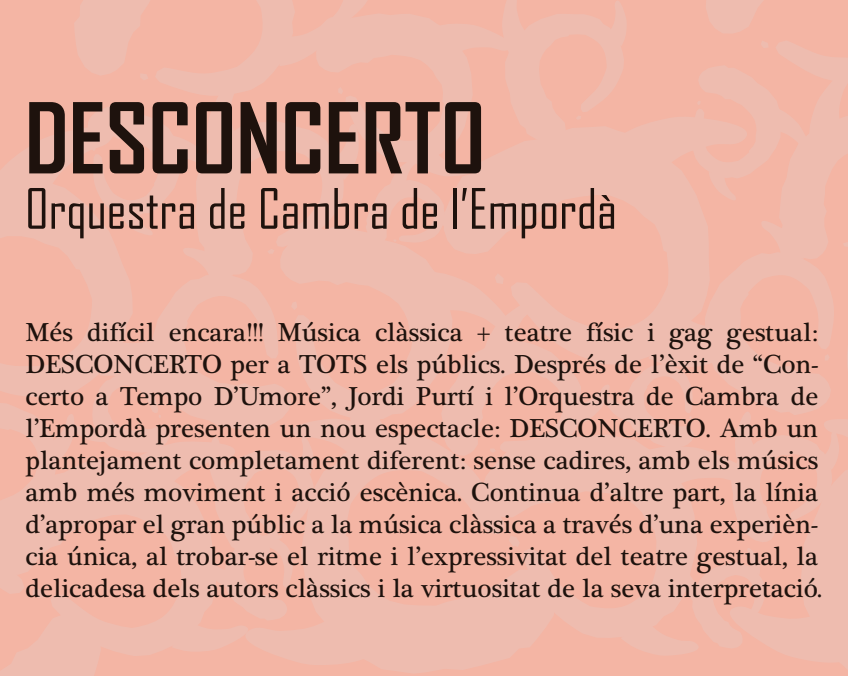 DESCONCERTO
Orquestra de Cambra de l'Empordà
Més difícil encara!!! Música clàssica + teatre físic i gag gestual:
DESCONCERTO per a TOTS els públics. Després de l'èxit de “Con-
certo a Tempo D'Umore”, Jordi Purtí i l'Orquestra de Cambra de
l'Empordà presenten un nou espectacle: DESCONCERTO. Amb un
plantejament completament diferent: sense cadires, amb els músics
amb més moviment i acció escènica. Continua d'altre part, la línia
d'apropar el gran públic a la música clàssica a través d'una experièn-
cia única, al trobar-se el ritme i l'expressivitat del teatre gestual, la
delicadesa dels autors clàssics i la virtuositat de la seva interpretació.